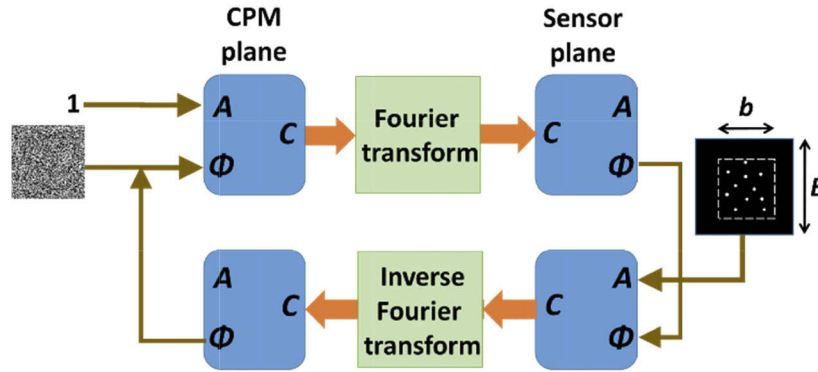 CPM
plane
Sensor
plane
1
A
C
Φ
Fourier
transform
A
C
Φ
b
A
C
Φ
Inverse
Fourier
transform
A
C
Φ